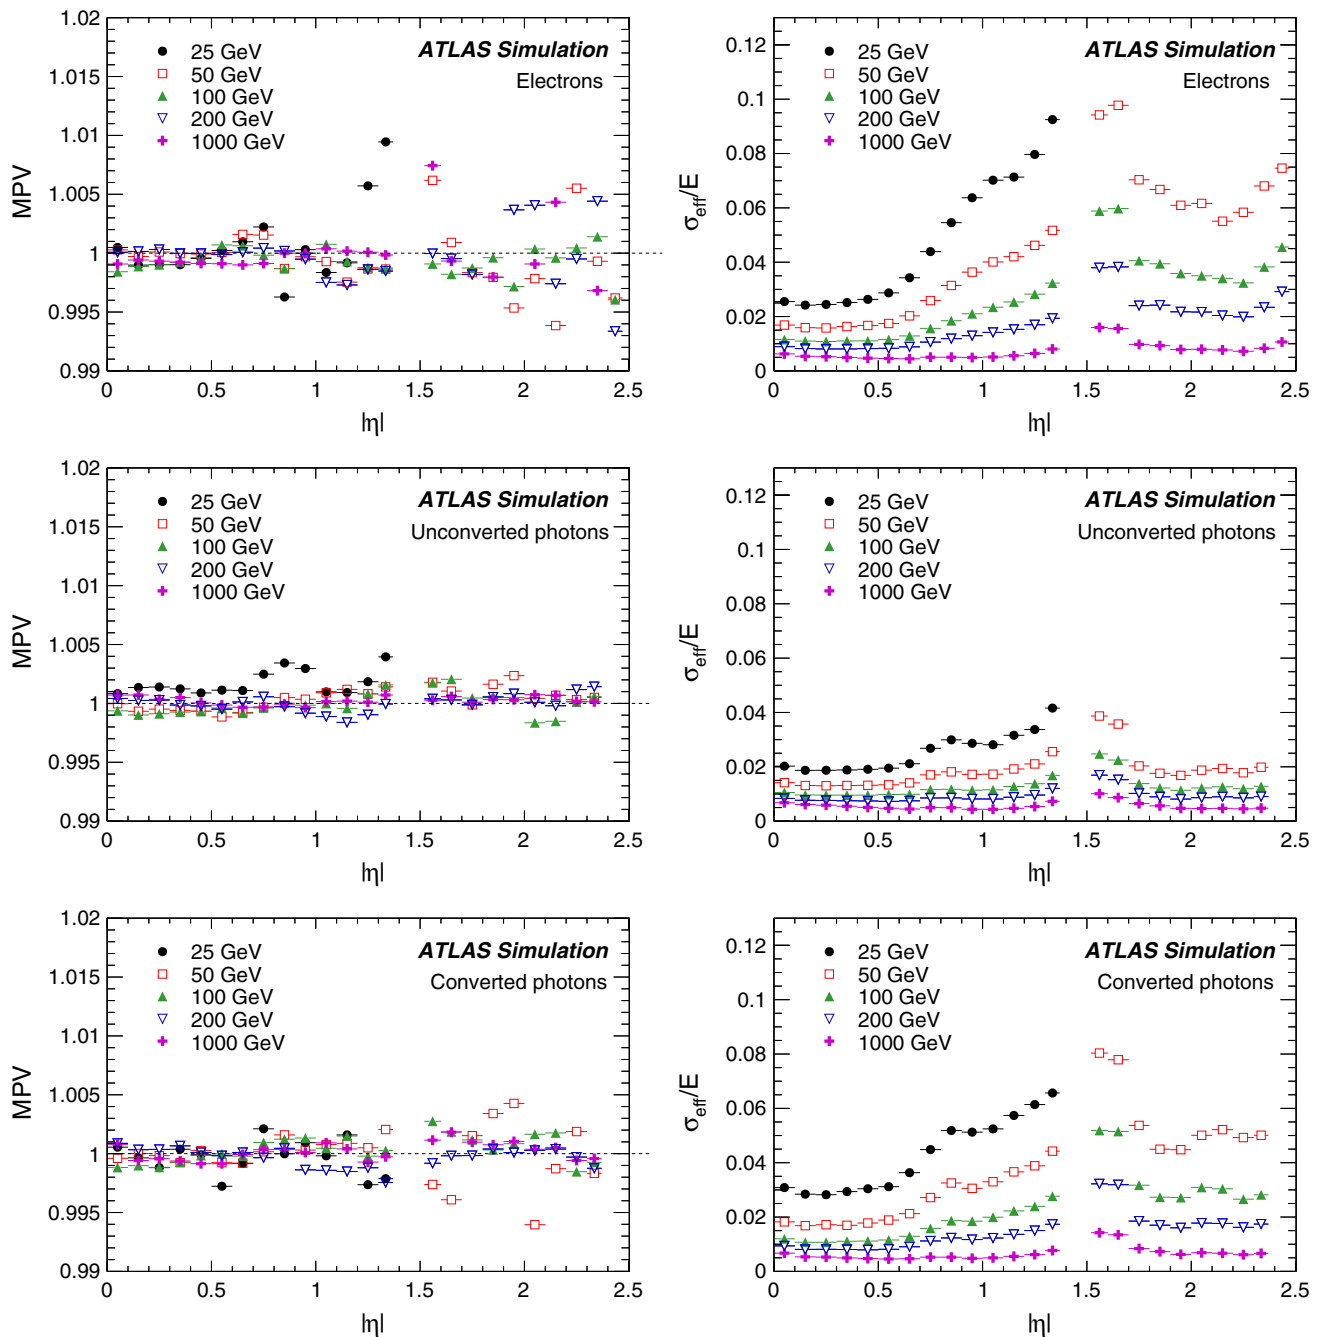 1.02
1.015
1.01
1.005
1
0.995
0.99
MPV
25 GeV
50 GeV
100 GeV
200 GeV
1000 GeV
ATLAS Simulation
Electrons
0 0.5 1 1.5 2 2.5
|η|
0.12
0.1
0.08
0.06
0.04
0.02
0
σeff/E
25 GeV
50 GeV
100 GeV
200 GeV
1000 GeV
ATLAS Simulation
Electrons
0 0.5 1 1.5 2 2.5
|η|
1.02
1.015
1.01
1.005
1
0.995
0.99
MPV
25 GeV
50 GeV
100 GeV
200 GeV
1000 GeV
ATLAS Simulation
Unconverted photons
0 0.5 1 1.5 2 2.5
|η|
0.12
0.1
0.08
0.06
0.04
0.02
0
σeff/E
25 GeV
50 GeV
100 GeV
200 GeV
1000 GeV
ATLAS Simulation
Unconverted photons
0 0.5 1 1.5 2 2.5
|η|
1.02
1.015
1.01
1.005
1
0.995
0.99
MPV
25 GeV
50 GeV
100 GeV
200 GeV
1000 GeV
ATLAS Simulation
Converted photons
0 0.5 1 1.5 2 2.5
|η|
0.12
0.1
0.08
0.06
0.04
0.02
0
σeff/E
25 GeV
50 GeV
100 GeV
200 GeV
1000 GeV
ATLAS Simulation
Converted photons
0 0.5 1 1.5 2 2.5
|η|